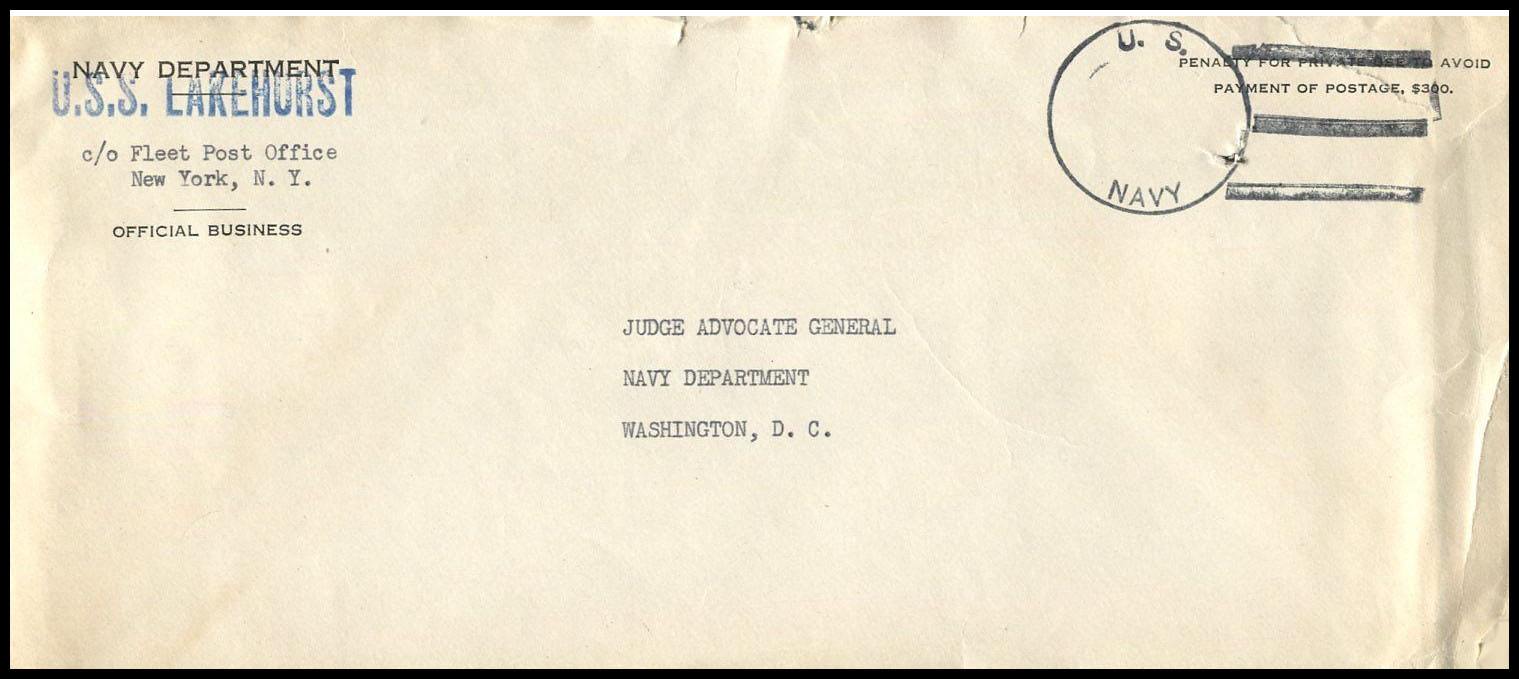 NAVY DEPARTMENT
U.S.S. LAKEHURST
c/o Fleet Post Office
New York, N. Y.
OFFICIAL BUSINESS
U. S.
NAVY
PENALTY FOR PRIVATE USE TO AVOID
PAYMENT OF POSTAGE, $300.
JUDGE ADVOCATE GENERAL
NAVY DEPARTMENT
WASHINGTON, D. C.